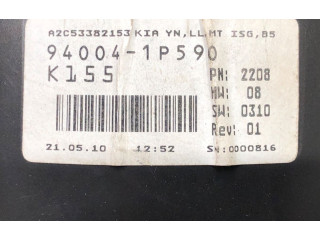 A2C53382153 KIA YN,LL,MT ISG,B5
94004-1P590
K155
PN: 2208
HW: 08
SW: 0310
Rev: 01
21.05.10 12:52 SN:0000816